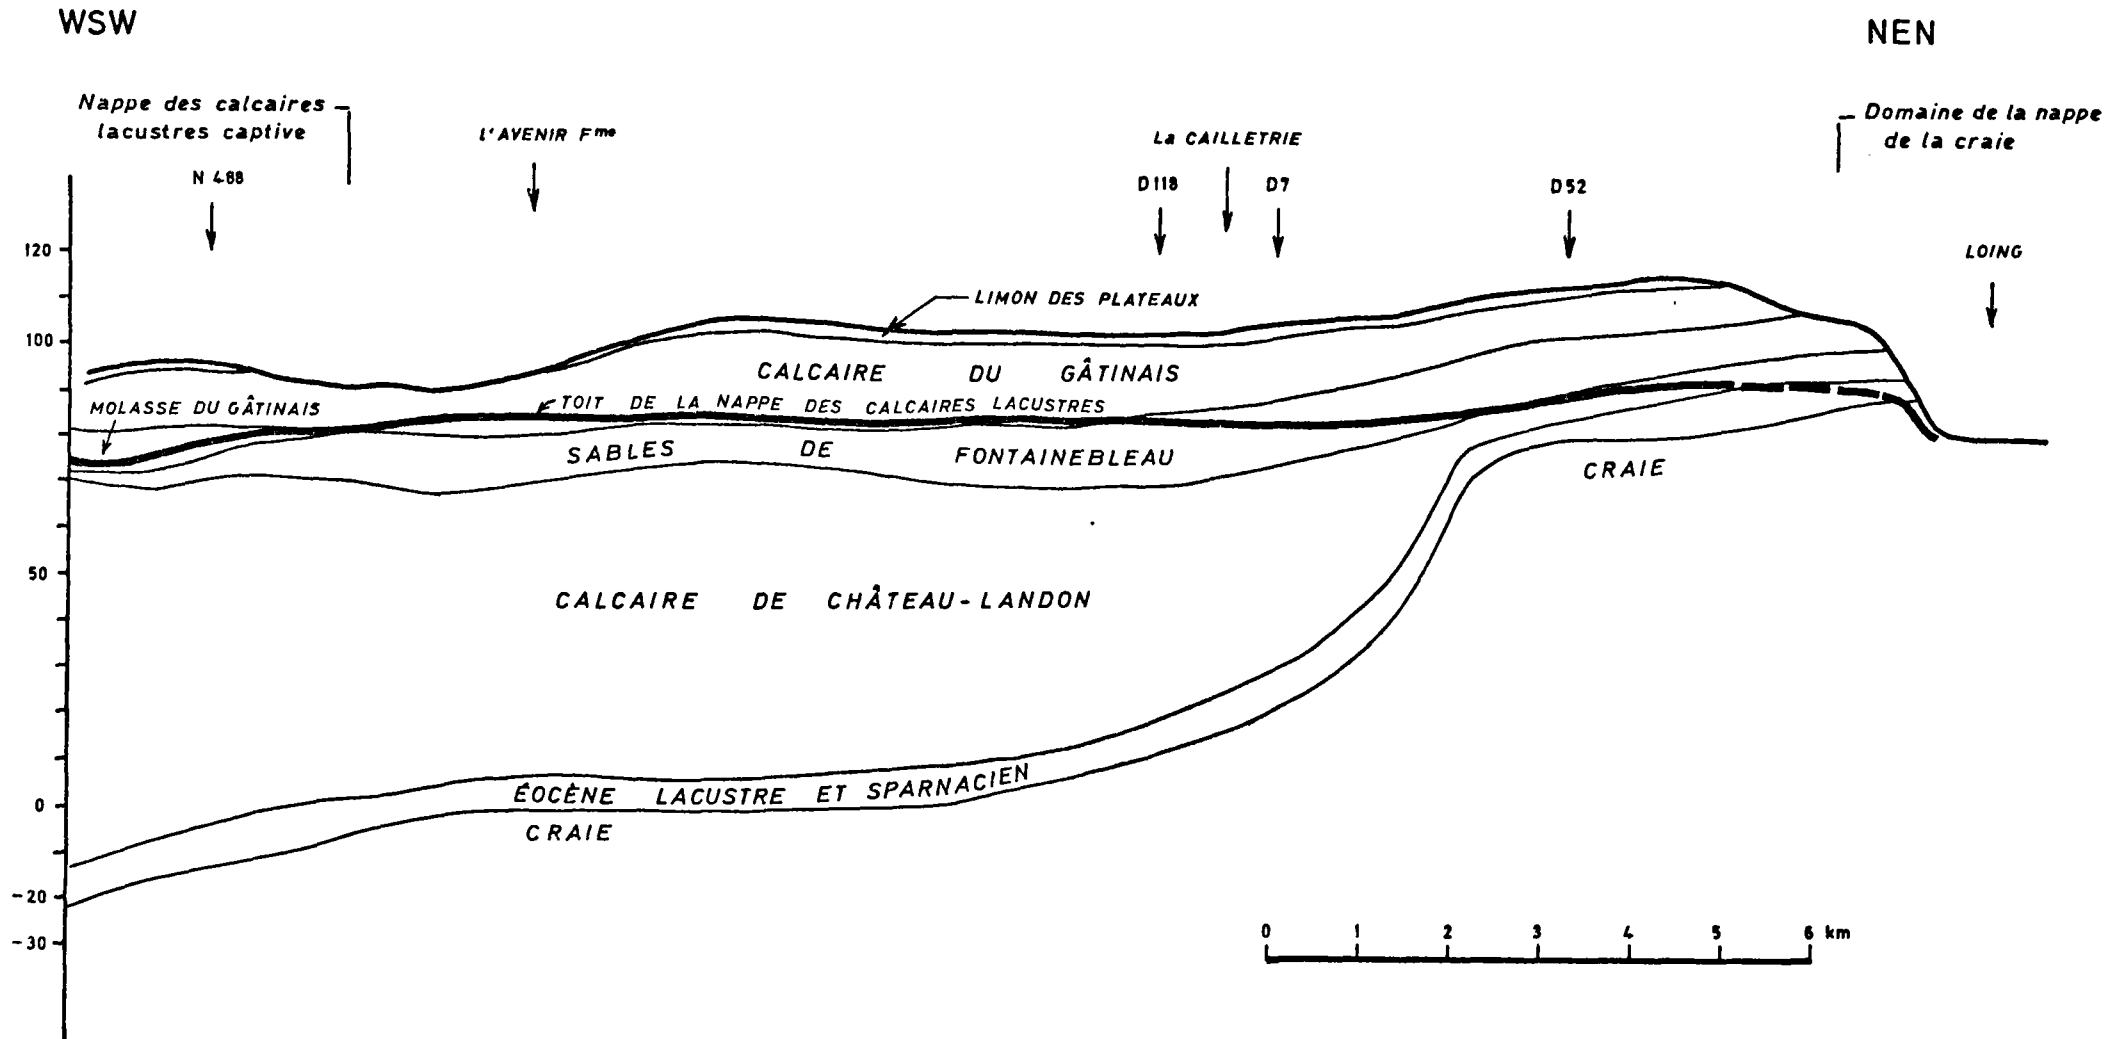 WSW
NEN
Nappe des calcaires
lacustres captive
l'AVENIR Fme
La CAILLETRIE
Domaine de la nappe
de la craie
N 488
D118
D7
D52
LOING
120
100
50
0
-20
-30
LIMON DES PLATEAUX
CALCAIRE DU GÂTINAIS
MOLASSE DU GÂTINAIS
TOIT DE LA NAPPE DES CALCAIRES LACUSTRES
SABLES DE FONTAINEBLEAU
CRAIE
CALCAIRE DE CHÂTEAU-LANDON
ÉOCÈNE LACUSTRE ET SPARNACIEN
CRAIE
0 1 2 3 4 5 6 km